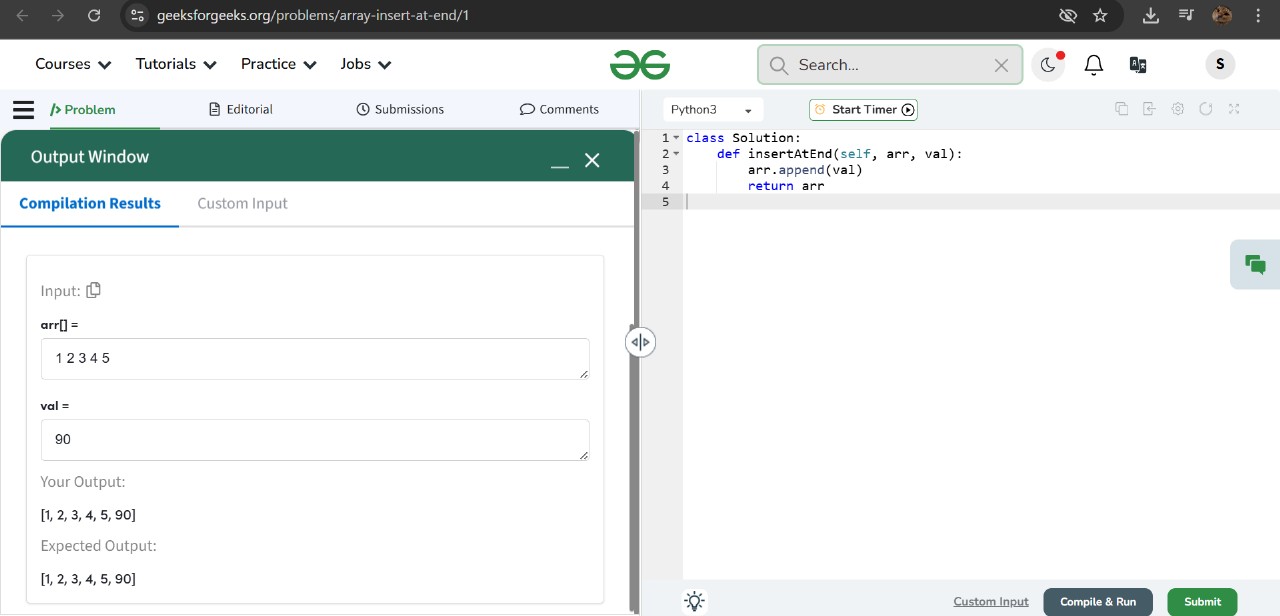 geeksforgeeks.org/problems/array-insert-at-end/1
Courses Tutorials Practice Jobs Search... S
Problem Editorial Submissions Comments
Output Window
Compilation Results Custom Input
Input:
arr[] =
1 2 3 4 5
val =
90
Your Output:
[1, 2, 3, 4, 5, 90]
Expected Output:
[1, 2, 3, 4, 5, 90]
Python3 Start Timer
1 class Solution:
2 def insertAtEnd(self, arr, val):
3 arr.append(val)
4 return arr
5
Custom Input Compile & Run Submit